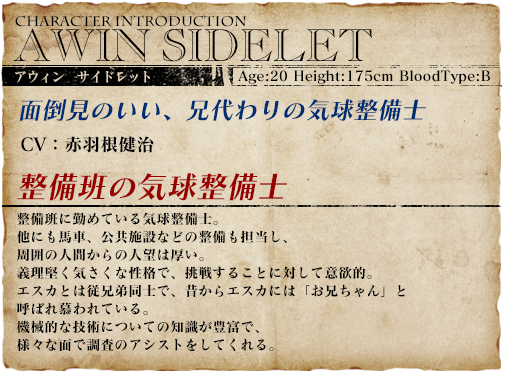 CHARACTER INTRODUCTION
AWIN SIDELET
アウィン サイドレット
Age:20 Height:175cm BloodType:B
面倒見のいい、兄代わりの気球整備士
CV：赤羽根健治
整備班の気球整備士
整備班に勤めている気球整備士。
他にも馬車、公共施設などの整備も担当し、
周囲の人間からの人望は厚い。
義理堅く気さくな性格で、挑戦することに対して意欲的。
エスカとは従兄弟同士で、昔からエスカには「お兄ちゃん」と
呼ばれ慕われている。
機械的な技術についての知識が豊富で、
様々な面で調査のアシストをしてくれる。